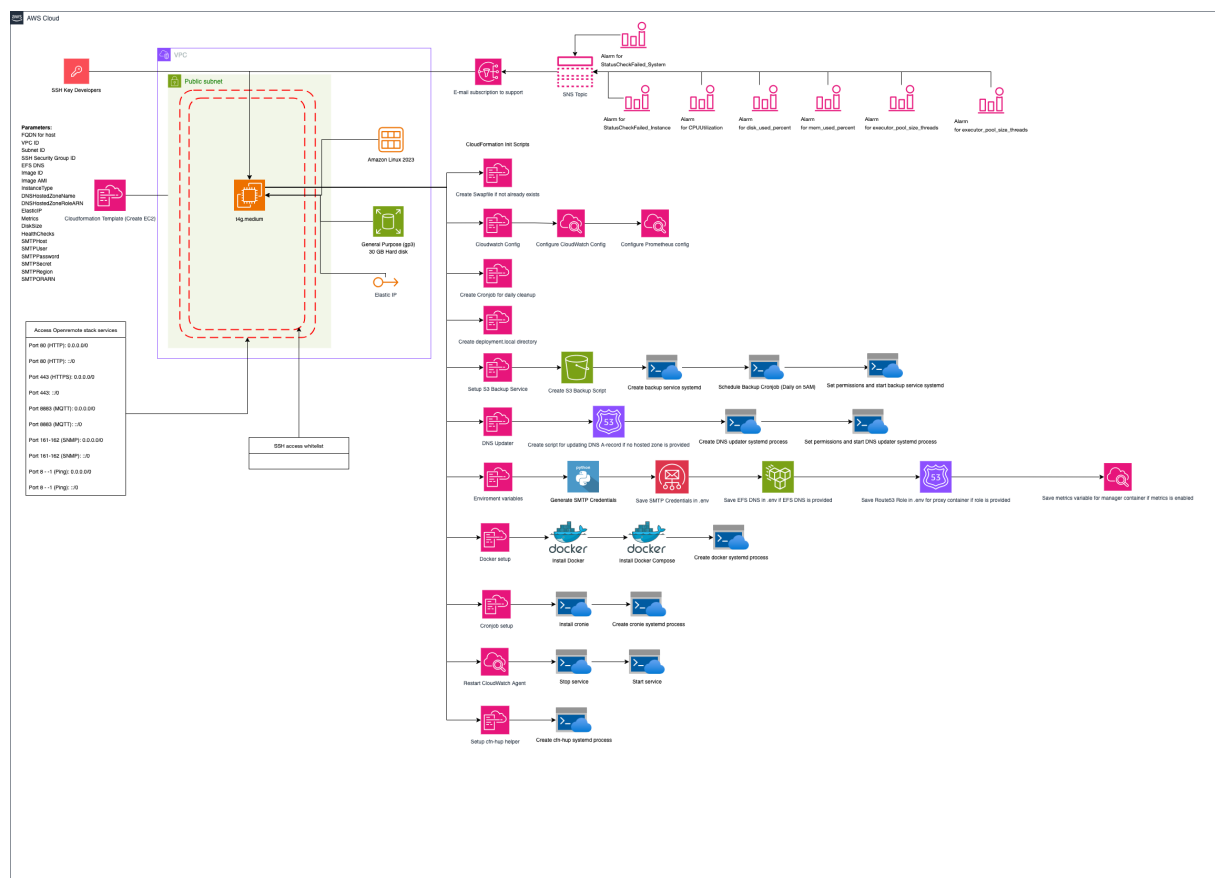 aws
AWS Cloud
VPC
Public subnet
SSH Key Developers
E-mail subscription to support
SNS Topic
Alarm for
StatusCheckFailed_System
Alarm for
StatusCheckFailed_Instance
Alarm
for CPUUtilization
Alarm
for disk_used_percent
Alarm
for mem_used_percent
Alarm
for executor_pool_size_threads
Alarm
for executor_pool_size_threads
Parameters:
FQDN for host
VPC ID
Subnet ID
SSH Security Group ID
EFS DNS
Image ID
Image AMI
InstanceType
DNSHostedZoneName
DNSHostedZoneRoleARN
ElasticIP
Metrics
DiskSize
HealthChecks
SMTPHost
SMTPUser
SMTPPassword
SMTPSecret
SMTPRegion
SMTPORARN
Cloudformation Template (Create EC2)
t4g.medium
Amazon Linux 2023
General Purpose (gp3)
30 GB Hard disk
Elastic IP
Access Openremote stack services
Port 80 (HTTP): 0.0.0.0/0
Port 80 (HTTP): ::/0
Port 443 (HTTPS): 0.0.0.0/0
Port 443: ::/0
Port 8883 (MQTT): 0.0.0.0/0
Port 8883 (MQTT): ::/0
Port 161-162 (SNMP): 0.0.0.0/0
Port 161-162 (SNMP): ::/0
Port 8 - -1 (Ping): 0.0.0.0/0
Port 8 - -1 (Ping): ::/0
SSH access whitelist
CloudFormation Init Scripts
Create Swapfile if not already exists
Cloudwatch Config
Configure CloudWatch Config
Configure Prometheus config
Create Cronjob for daily cleanup
Create deployment.local directory
Setup S3 Backup Service
Create S3 Backup Script
Create backup service systemd
Schedule Backup Cronjob (Daily on 5AM)
Set permissions and start backup service systemd
53
DNS Updater
Create script for updating DNS A-record if no hosted zone is provided
Create DNS updater systemd process
Set permissions and start DNS updater systemd process
python
53
Enviroment variables
Generate SMTP Credentials
Save SMTP Credentials in .env
Save EFS DNS in .env if EFS DNS is provided
Save Route53 Role in .env for proxy container if role is provided
Save metrics variable for manager container if metrics is enabled
docker
docker
Docker setup
Install Docker
Install Docker Compose
Create docker systemd process
Cronjob setup
Install cronie
Create cronie systemd process
Restart CloudWatch Agent
Stop service
Start service
Setup cfn-hup helper
Create cfn-hup systemd process